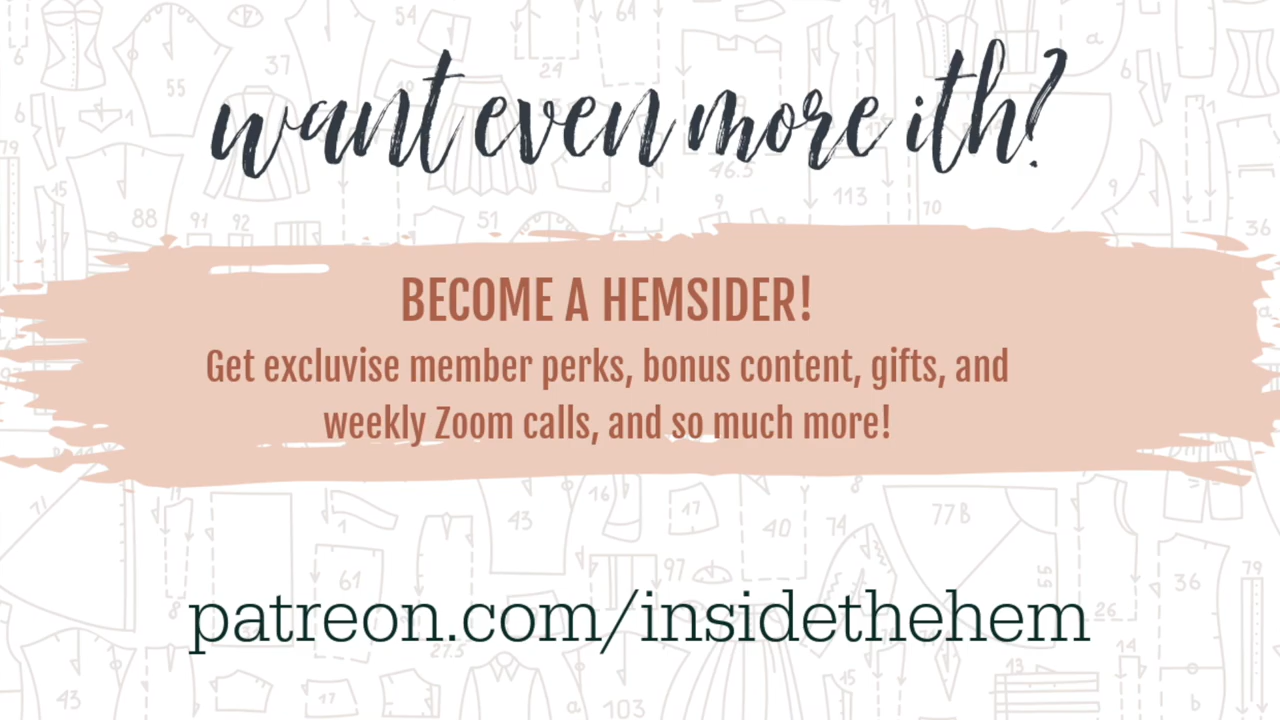 want even more ith?
BECOME A HEMSIDER!
Get excluvise member perks, bonus content, gifts, and
weekly Zoom calls, and so much more!
patreon.com/insidethehem